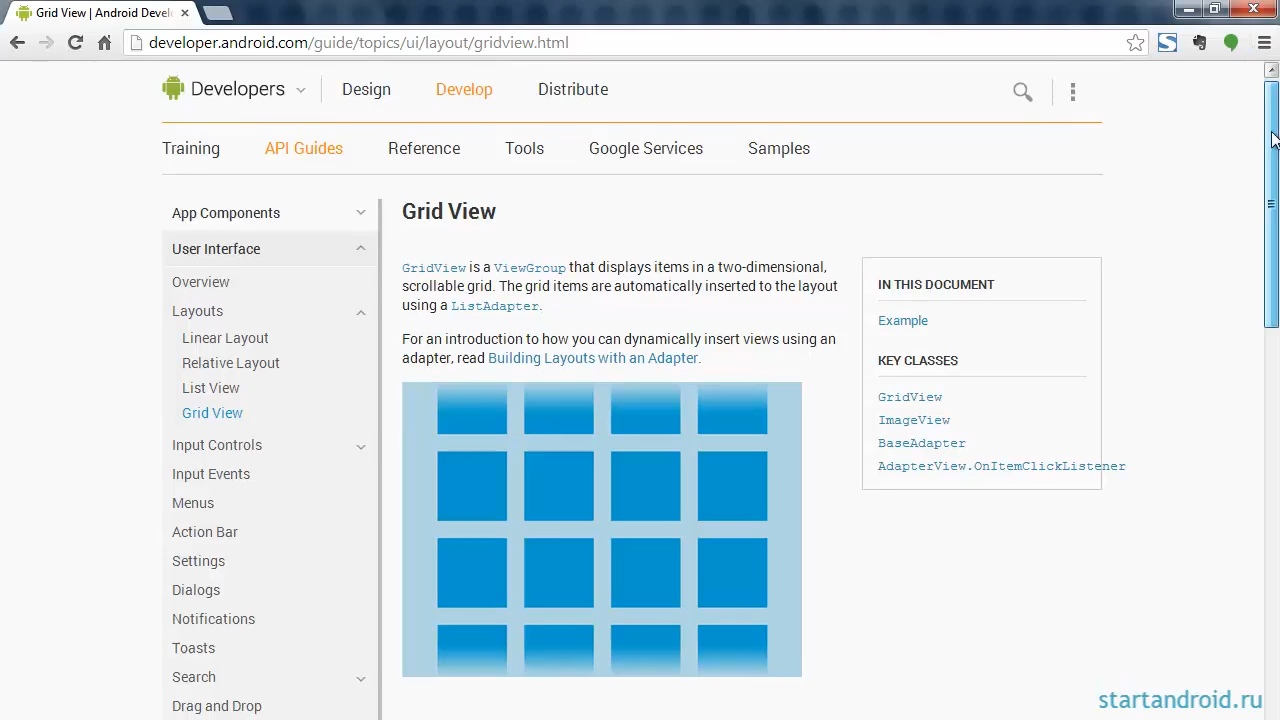 Grid View | Android Devel
developer.android.com/guide/topics/ui/layout/gridview.html
Developers
Design
Develop
Distribute
Training
API Guides
Reference
Tools
Google Services
Samples
App Components
User Interface
Overview
Layouts
Linear Layout
Relative Layout
List View
Grid View
Input Controls
Input Events
Menus
Action Bar
Settings
Dialogs
Notifications
Toasts
Search
Drag and Drop
Grid View
GridView is a ViewGroup that displays items in a two-dimensional,
scrollable grid. The grid items are automatically inserted to the layout
using a ListAdapter.
For an introduction to how you can dynamically insert views using an
adapter, read Building Layouts with an Adapter.
IN THIS DOCUMENT
Example
KEY CLASSES
GridView
ImageView
BaseAdapter
AdapterView.OnItemClickListener
startandroid.ru